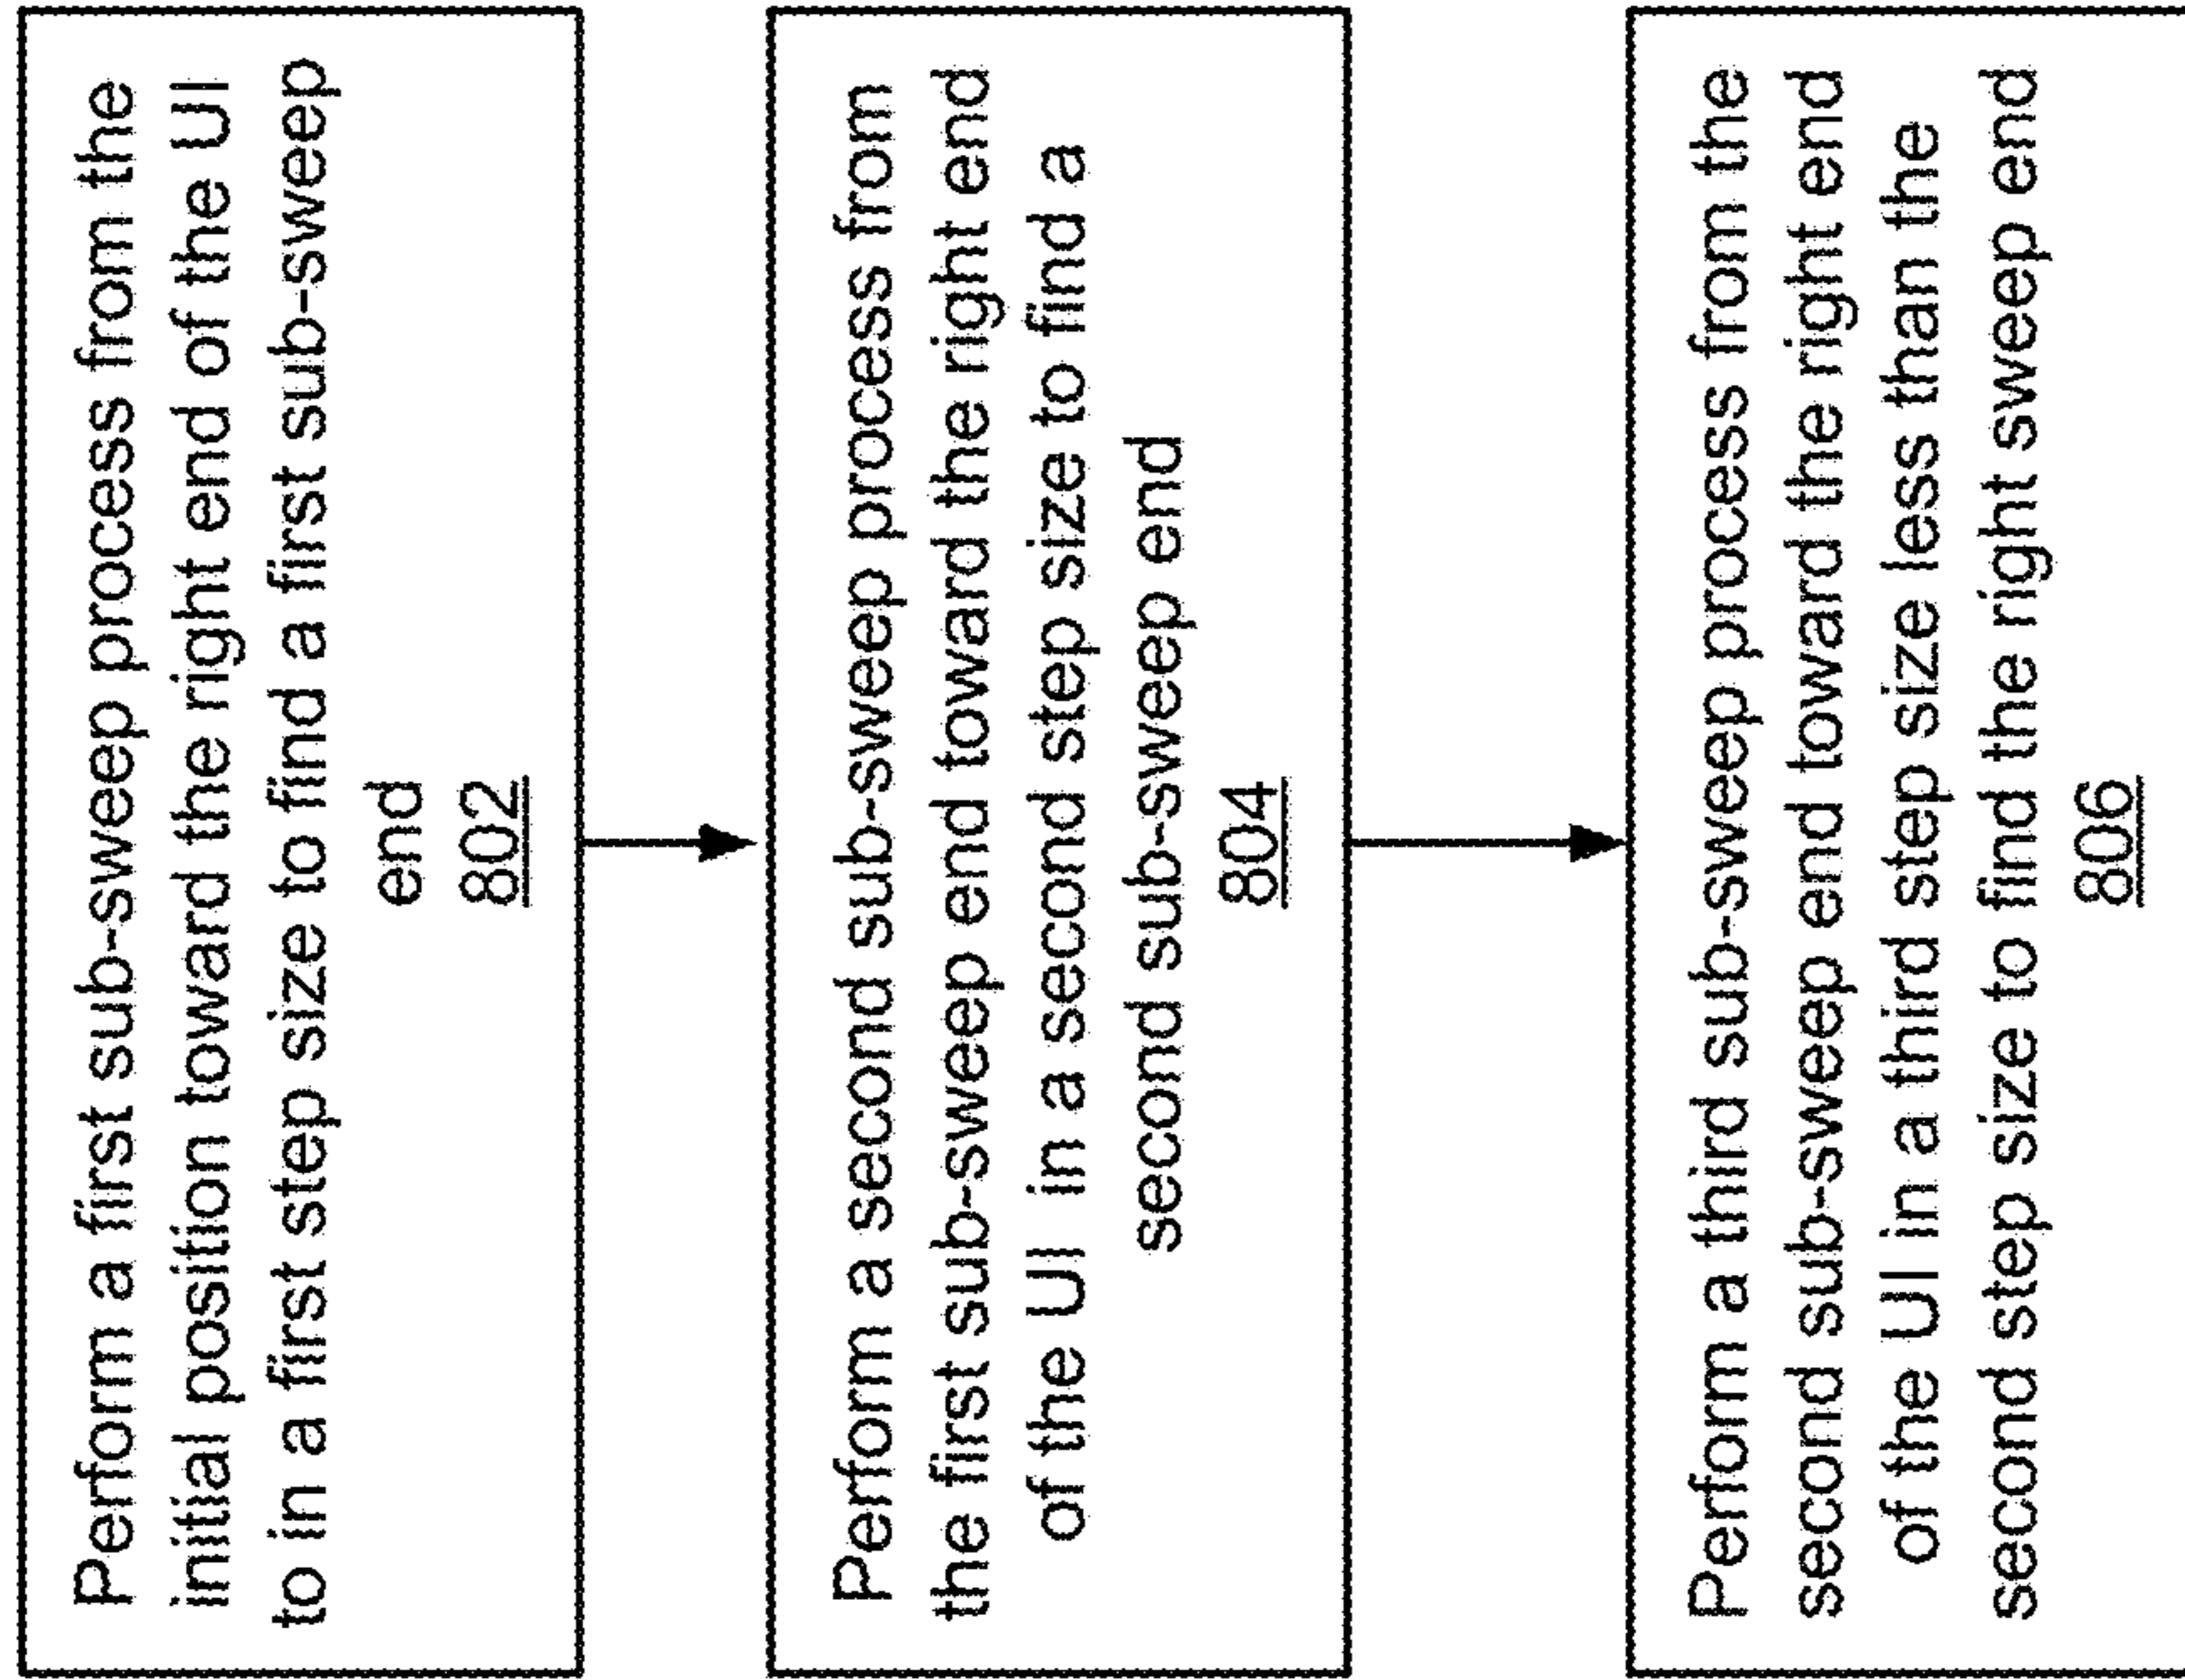 Perform a first sub-sweep process from the
initial position toward the right end of the UI
to in a first step size to find a first sub-sweep
end
802
Perform a second sub-sweep process from
the first sub-sweep end toward the right end
of the UI in a second step size to find a
second sub-sweep end
804
Perform a third sub-sweep process from the
second sub-sweep end toward the right end
of the UI in a third step size less than the
second step size to find the right sweep end
806